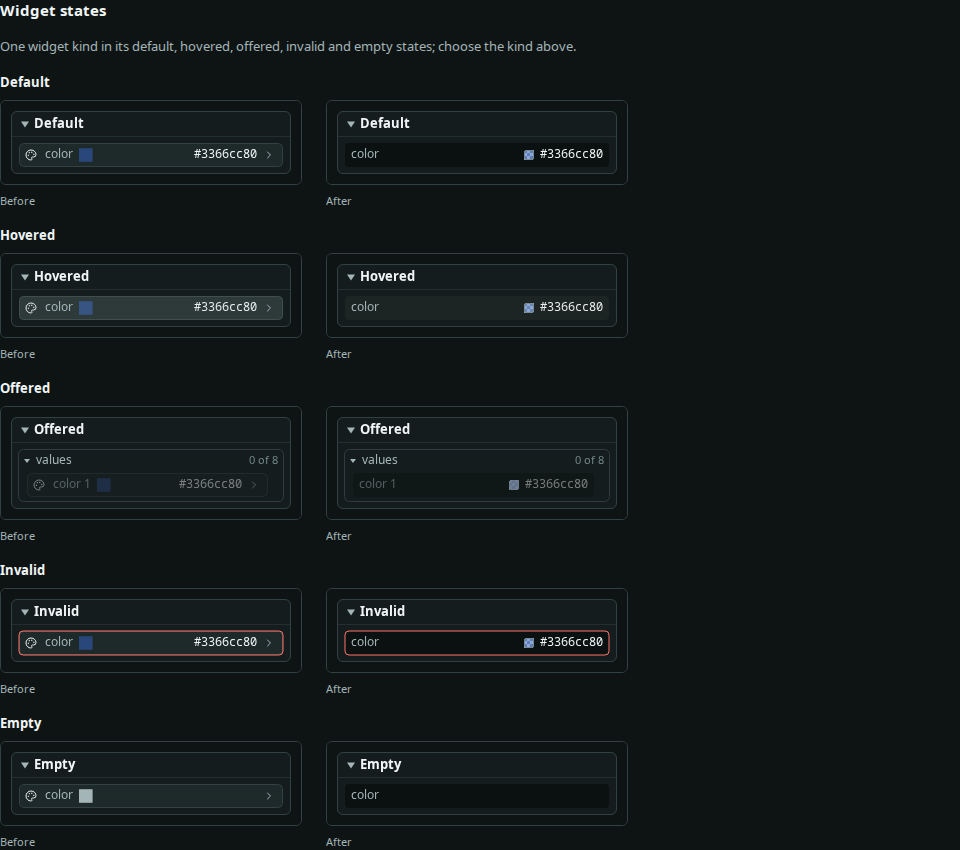 Widget states
One widget kind in its default, hovered, offered, invalid and empty states; choose the kind above.
Default
Default
color #3366cc80
Before
Default
color #3366cc80
After
Hovered
Hovered
color #3366cc80
Before
Hovered
color #3366cc80
After
Offered
Offered
values 0 of 8
color 1 #3366cc80
Before
Offered
values 0 of 8
color 1 #3366cc80
After
Invalid
Invalid
color #3366cc80
Before
Invalid
color #3366cc80
After
Empty
Empty
color
Before
Empty
color
After